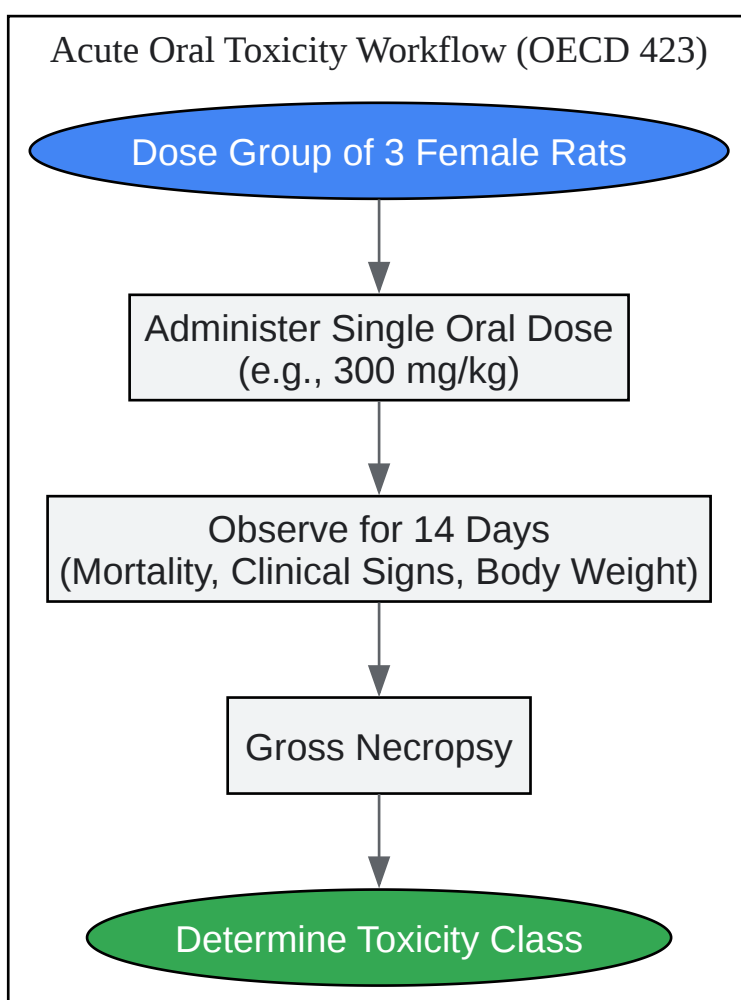 Acute Oral Toxicity Workflow (OECD 423)
Dose Group of 3 Female Rats
Administer Single Oral Dose
(e.g., 300 mg/kg)
Observe for 14 Days
(Mortality, Clinical Signs, Body Weight)
Gross Necropsy
Determine Toxicity Class